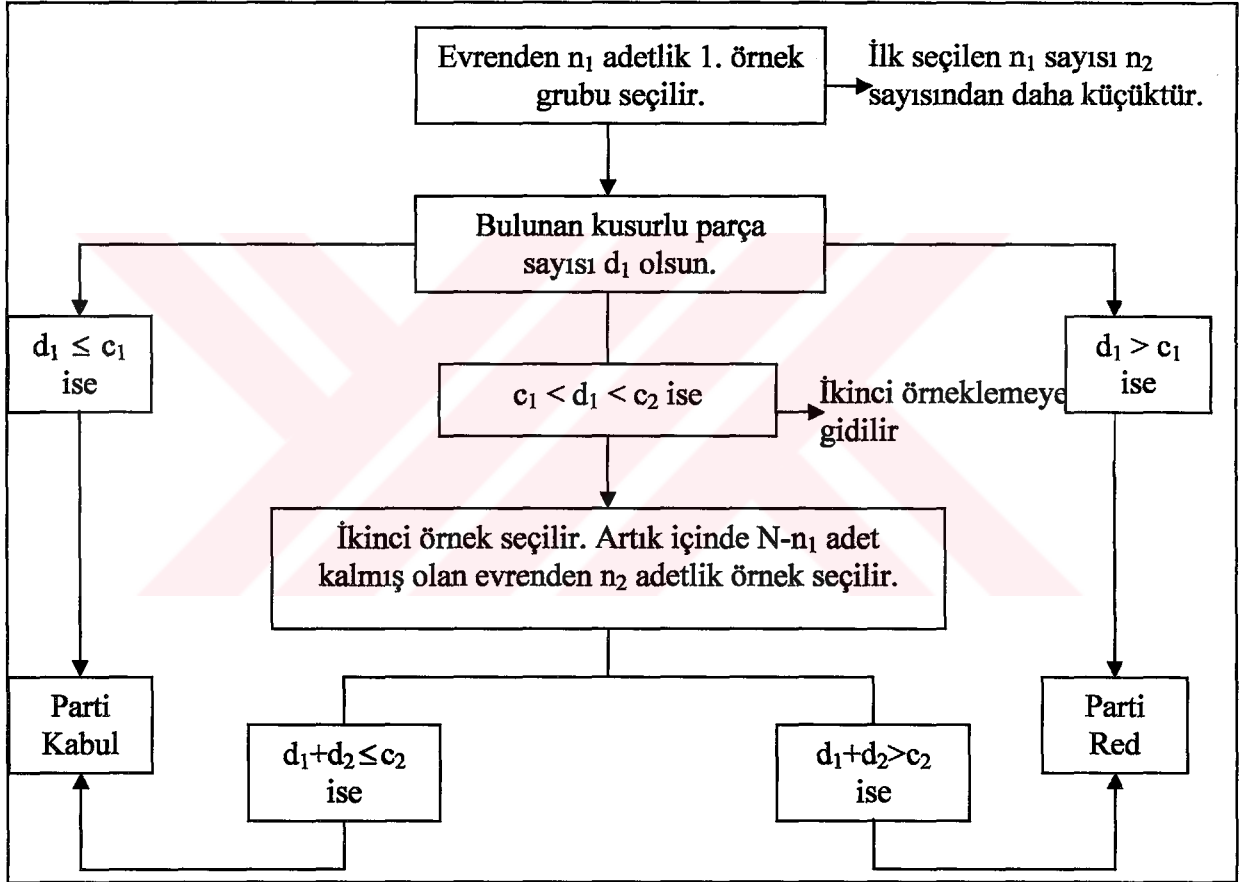 Evrenden n₁ adetlik 1. örnek
grubu seçilir.
İlk seçilen n₁ sayısı n₂
sayısından daha küçüktür.
Bulunan kusurlu parça
sayısı d₁ olsun.
d₁ ≤ c₁
ise
c₁ < d₁ < c₂ ise
İkinci örneklemeye
gidilir
d₁ > c₁
ise
İkinci örnek seçilir. Artık içinde N-n₁ adet
kalmış olan evrenden n₂ adetlik örnek seçilir.
Parti
Kabul
d₁+d₂≤c₂
ise
d₁+d₂>c₂
ise
Parti
Red